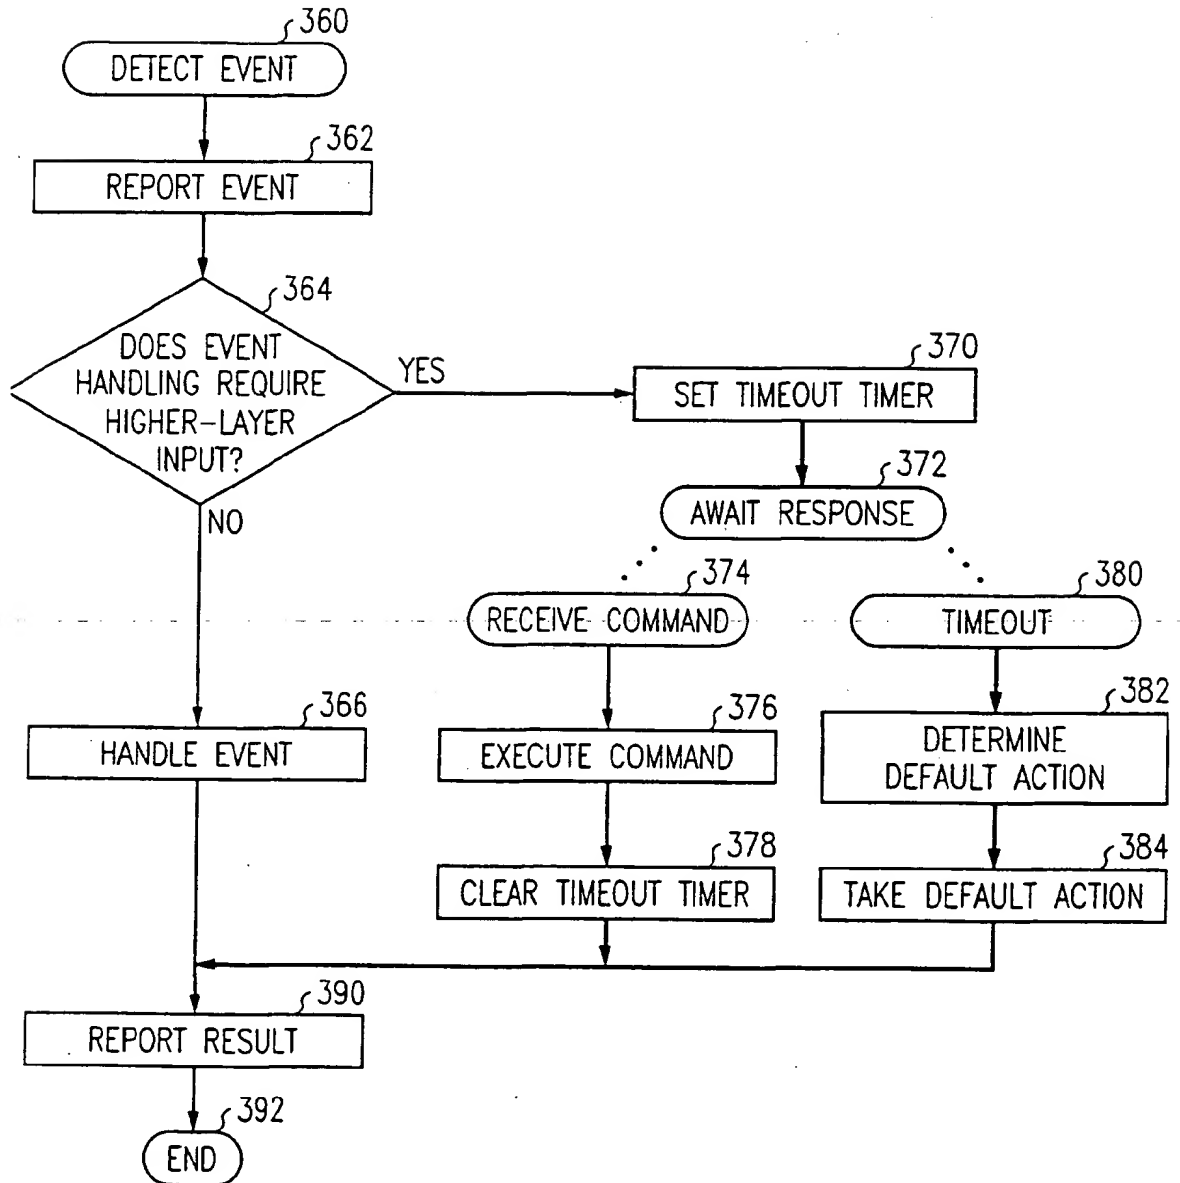 360
DETECT EVENT
362
REPORT EVENT
364
DOES EVENT
HANDLING REQUIRE
HIGHER-LAYER
INPUT?
YES
NO
370
SET TIMEOUT TIMER
372
AWAIT RESPONSE
374
RECEIVE COMMAND
380
TIMEOUT
366
HANDLE EVENT
376
EXECUTE COMMAND
382
DETERMINE
DEFAULT ACTION
378
CLEAR TIMEOUT TIMER
384
TAKE DEFAULT ACTION
390
REPORT RESULT
392
END